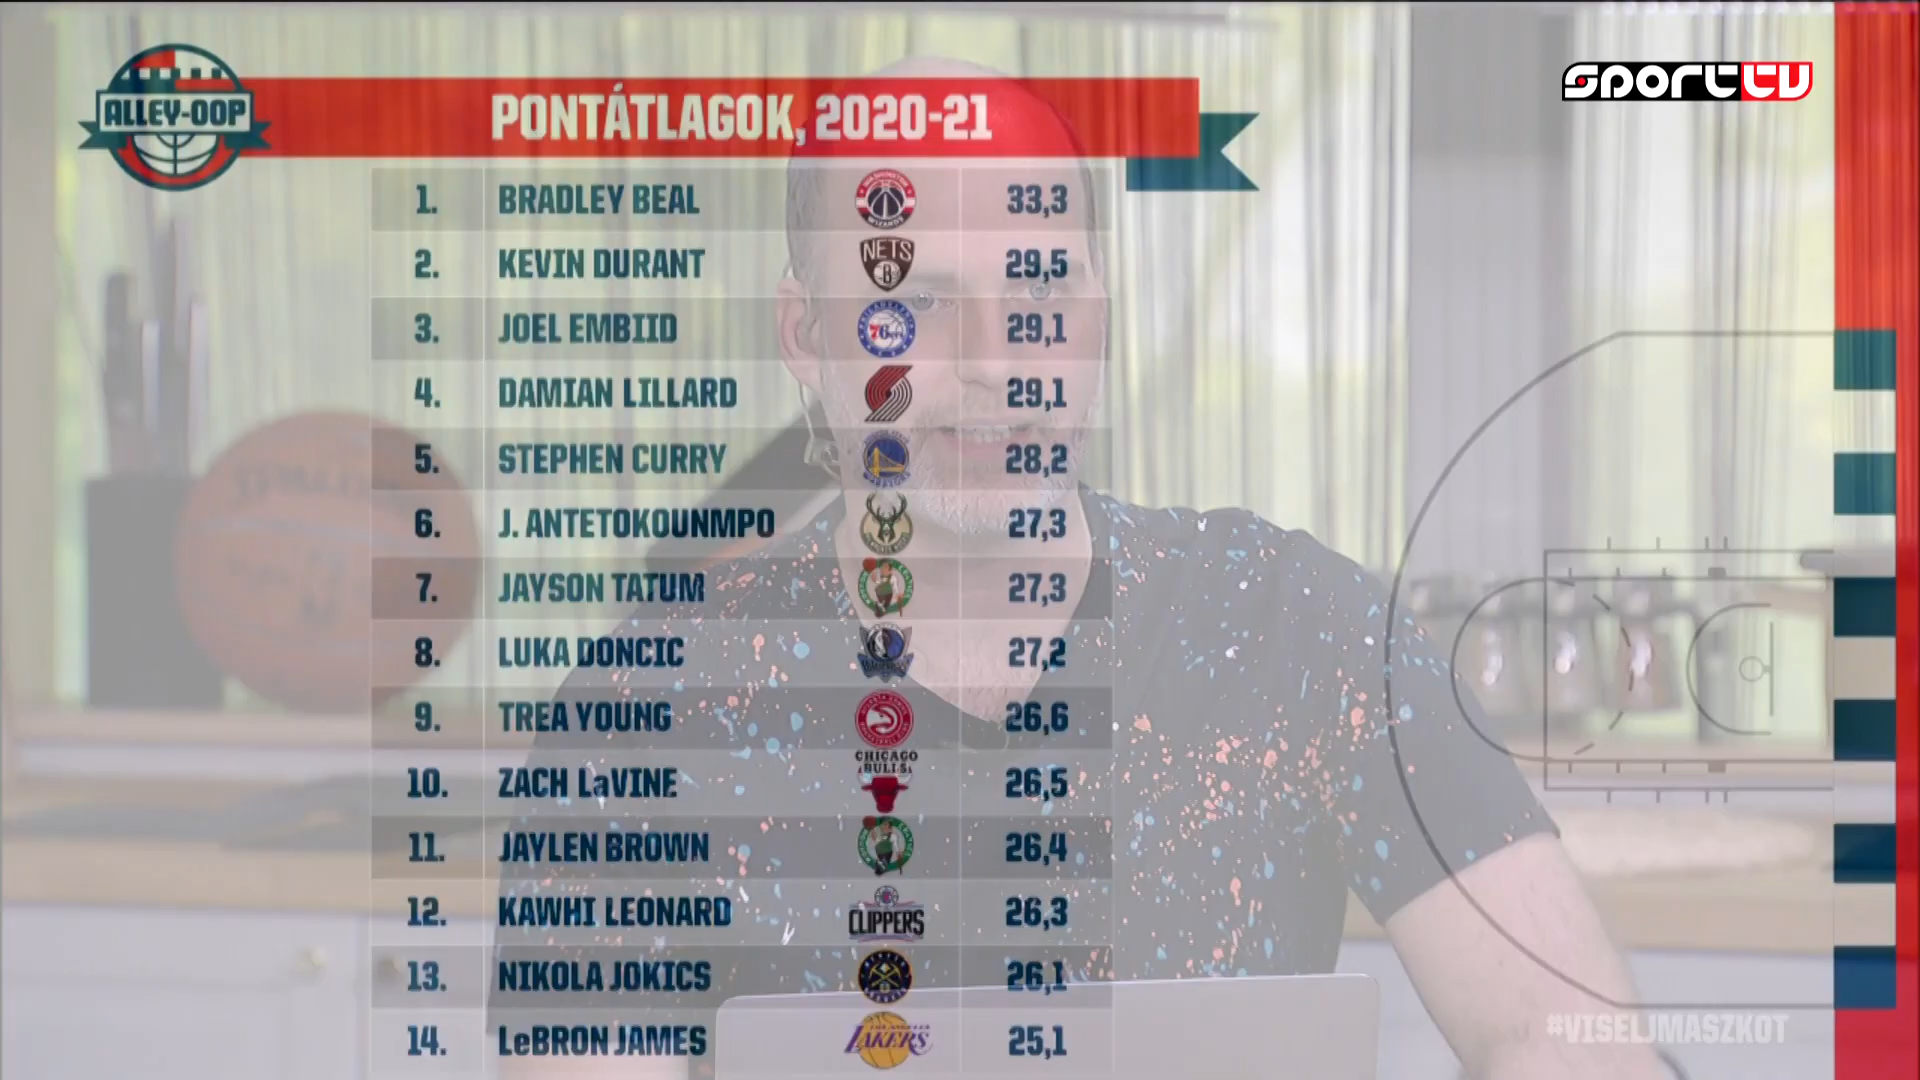 SPORT TV
ALLEY-OOP
PONTÁTLAGOK, 2020-21
1. BRADLEY BEAL WIZARDS 33,3
2. KEVIN DURANT NETS B 29,5
3. JOEL EMBIID 76 29,1
4. DAMIAN LILLARD 29,1
5. STEPHEN CURRY 28,2
6. J. ANTETOKOUNMPO 27,3
7. JAYSON TATUM 27,3
8. LUKA DONCIC 27,2
9. TREA YOUNG 26,6
10. ZACH LaVINE CHICAGO BULLS 26,5
11. JAYLEN BROWN 26,4
12. KAWHI LEONARD CLIPPERS 26,3
13. NIKOLA JOKICS 26,1
14. LeBRON JAMES LAKERS 25,1
#VISELJMASZKOT